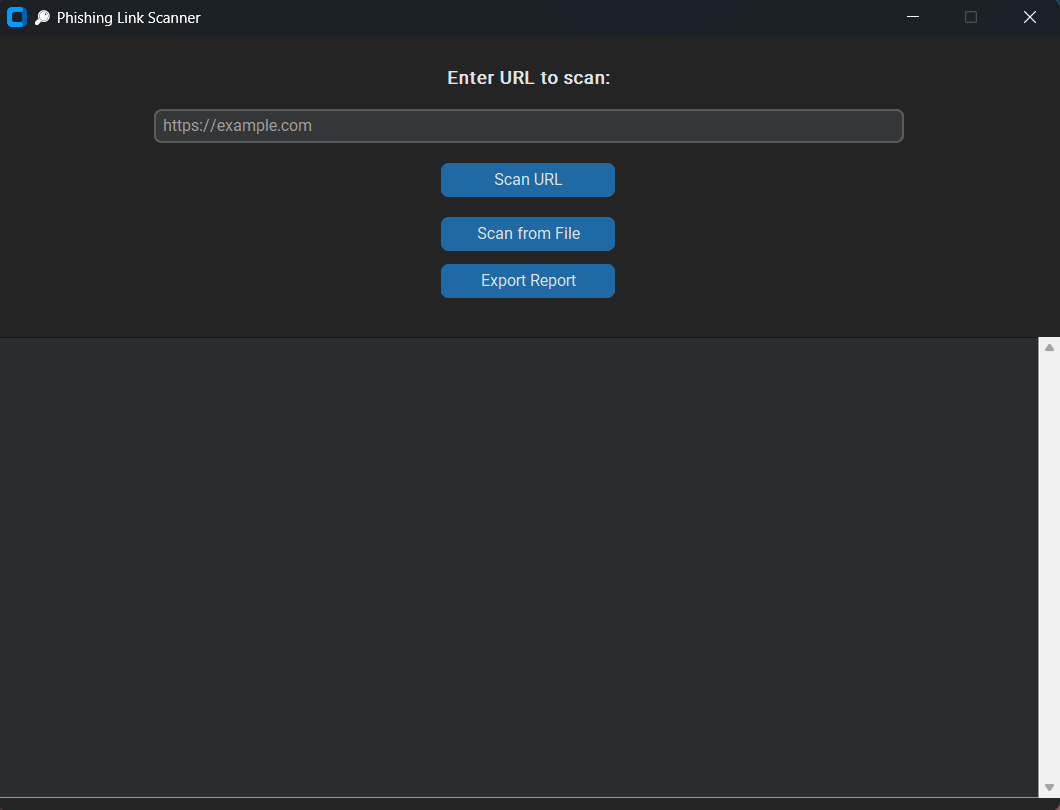 Phishing Link Scanner
Enter URL to scan:
https://example.com
Scan URL
Scan from File
Export Report